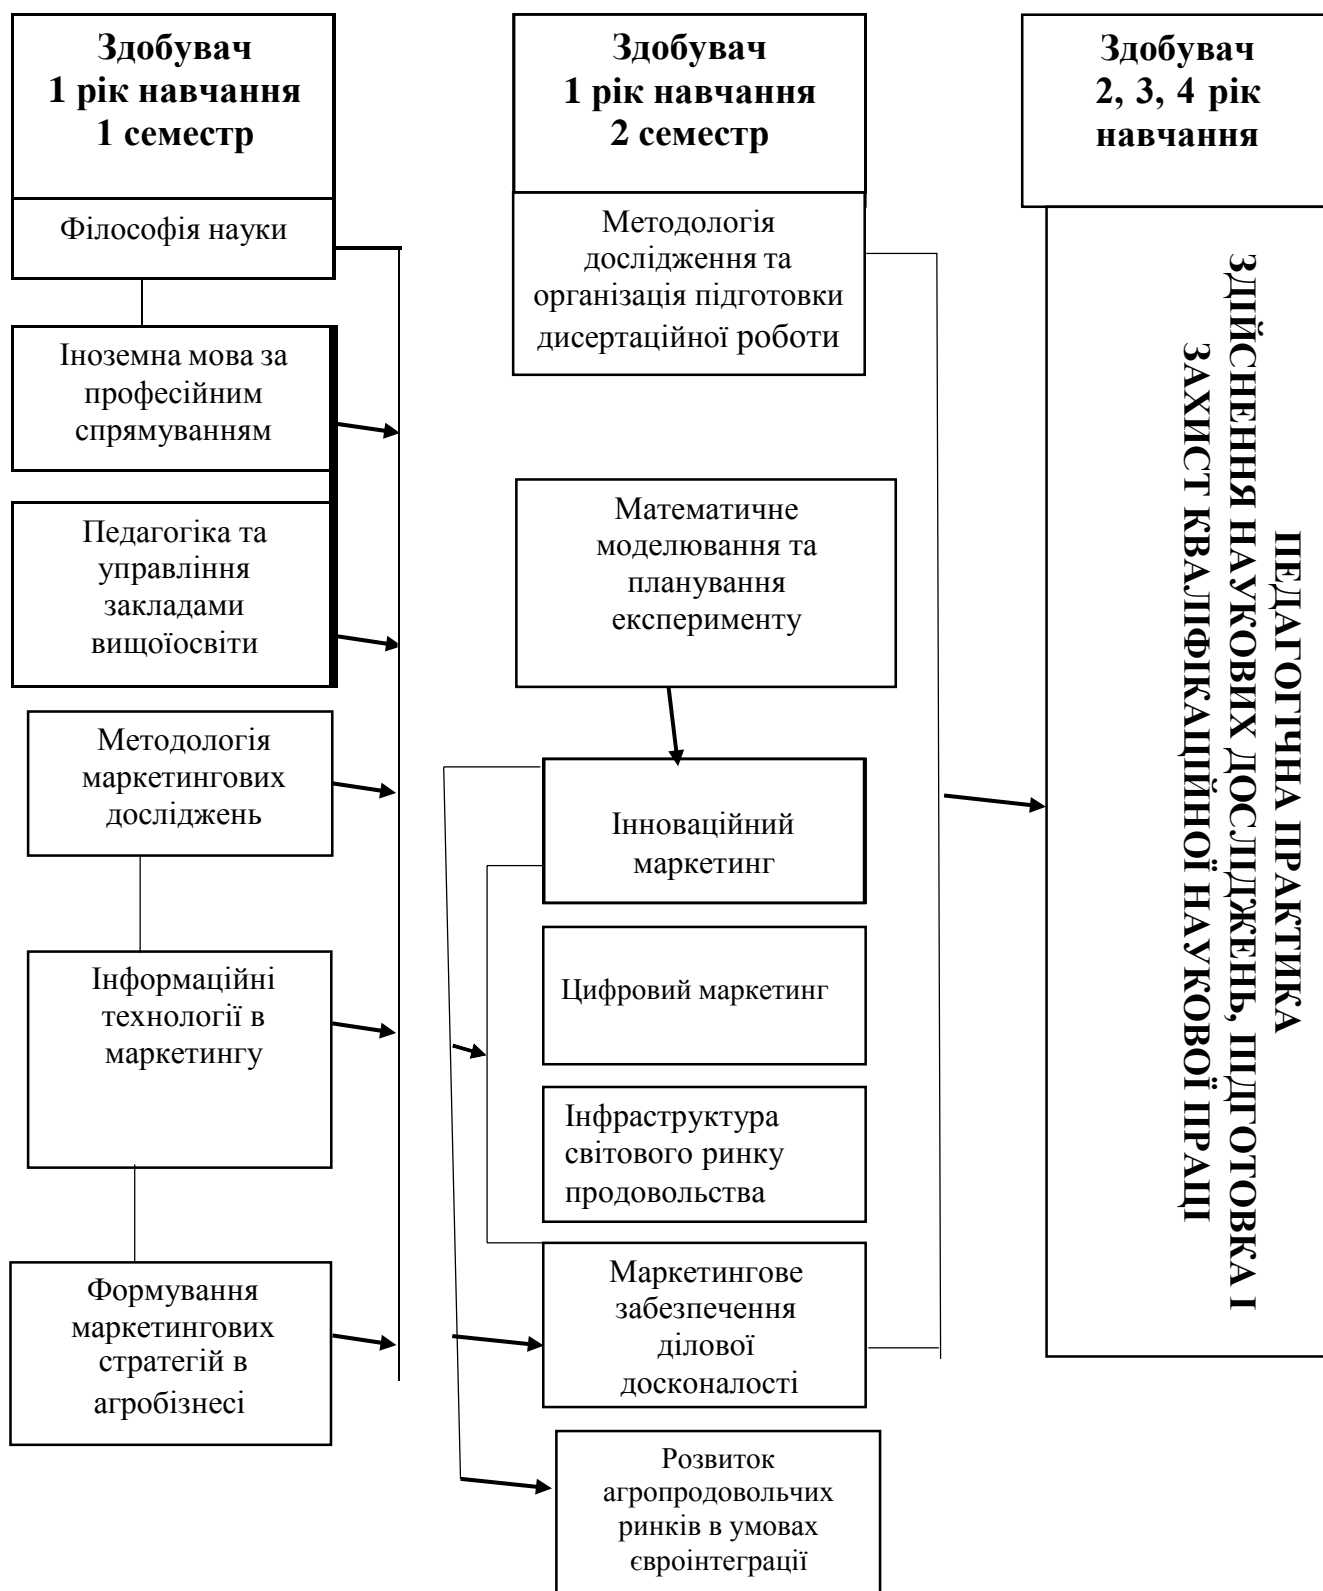 Здобувач
1 рік навчання
1 семестр
Філософія науки
Іноземна мова за
професійним
спрямуванням
Педагогіка та
управління
закладами
вищоїосвіти
Методологія
маркетингових
досліджень
Інформаційні
технології в
маркетингу
Формування
маркетингових
стратегій в
агробізнесі
Здобувач
1 рік навчання
2 семестр
Методологія
дослідження та
організація підготовки
дисертаційної роботи
Математичне
моделювання та
планування
експерименту
Інноваційний
маркетинг
Цифровий маркетинг
Інфраструктура
світового ринку
продовольства
Маркетингове
забезпечення
ділової
досконалості
Розвиток
агропродовольчих
ринків в умовах
євроінтеграції
Здобувач
2, 3, 4 рік
навчання
ПЕДАГОГІЧНА ПРАКТИКА
ЗДІЙСНЕННЯ НАУКОВИХ ДОСЛІДЖЕНЬ, ПІДГОТОВКА І
ЗАХИСТ КВАЛІФІКАЦІЙНОЇ НАУКОВОЇ ПРАЦІ